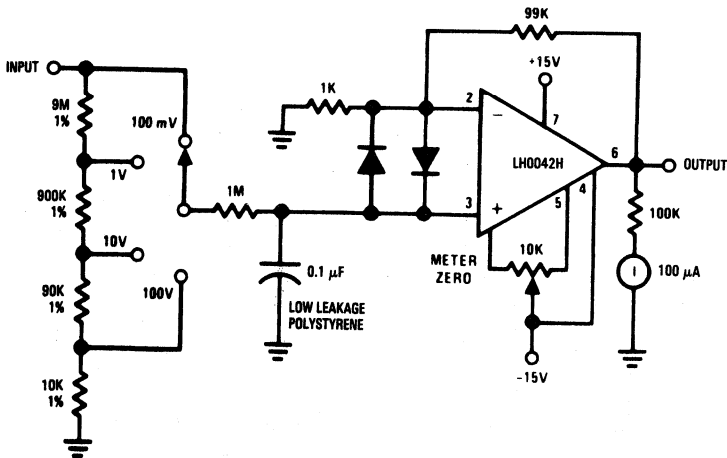 INPUT
9M
1%
100 mV
1V
900K
1%
10V
90K
1%
100V
10K
1%
1M
0.1 μF
LOW LEAKAGE
POLYSTYRENE
1K
99K
+15V
2
−
7
LH0042H
6
OUTPUT
3
+
5
4
METER
ZERO
10K
-15V
100K
I
100 μA